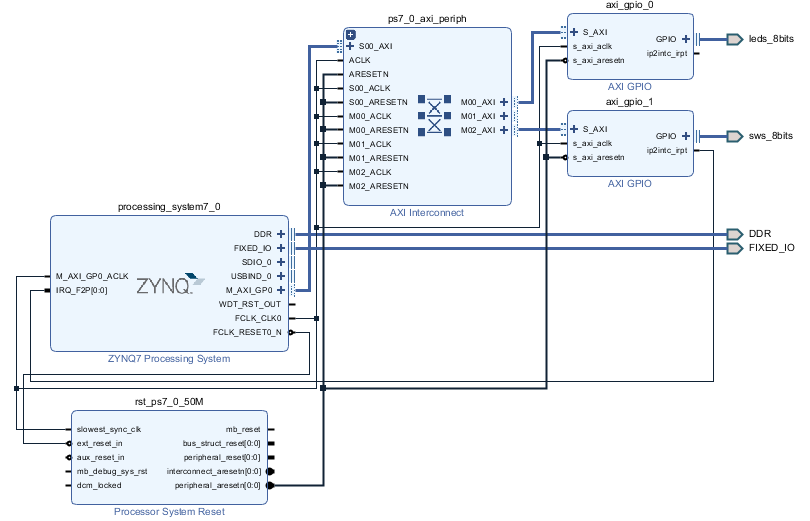 ps7_0_axi_periph
S00_AXI
ACLK
ARESETN
S00_ACLK
S00_ARESETN
M00_ACLK
M00_ARESETN
M01_ACLK
M01_ARESETN
M02_ACLK
M02_ARESETN
M00_AXI
M01_AXI
M02_AXI
AXI Interconnect
axi_gpio_0
S_AXI
s_axi_aclk
s_axi_aresetn
GPIO
ip2intc_irpt
AXI GPIO
leds_8bits
axi_gpio_1
S_AXI
s_axi_aclk
s_axi_aresetn
GPIO
ip2intc_irpt
AXI GPIO
sws_8bits
DDR
FIXED_IO
processing_system7_0
M_AXI_GP0_ACLK
IRQ_F2P[0:0]
ZYNQ
DDR
FIXED_IO
SDIO_0
USBIND_0
M_AXI_GP0
WDT_RST_OUT
FCLK_CLK0
FCLK_RESET0_N
ZYNQ7 Processing System
rst_ps7_0_50M
slowest_sync_clk
ext_reset_in
aux_reset_in
mb_debug_sys_rst
dcm_locked
mb_reset
bus_struct_reset[0:0]
peripheral_reset[0:0]
interconnect_aresetn[0:0]
peripheral_aresetn[0:0]
Processor System Reset